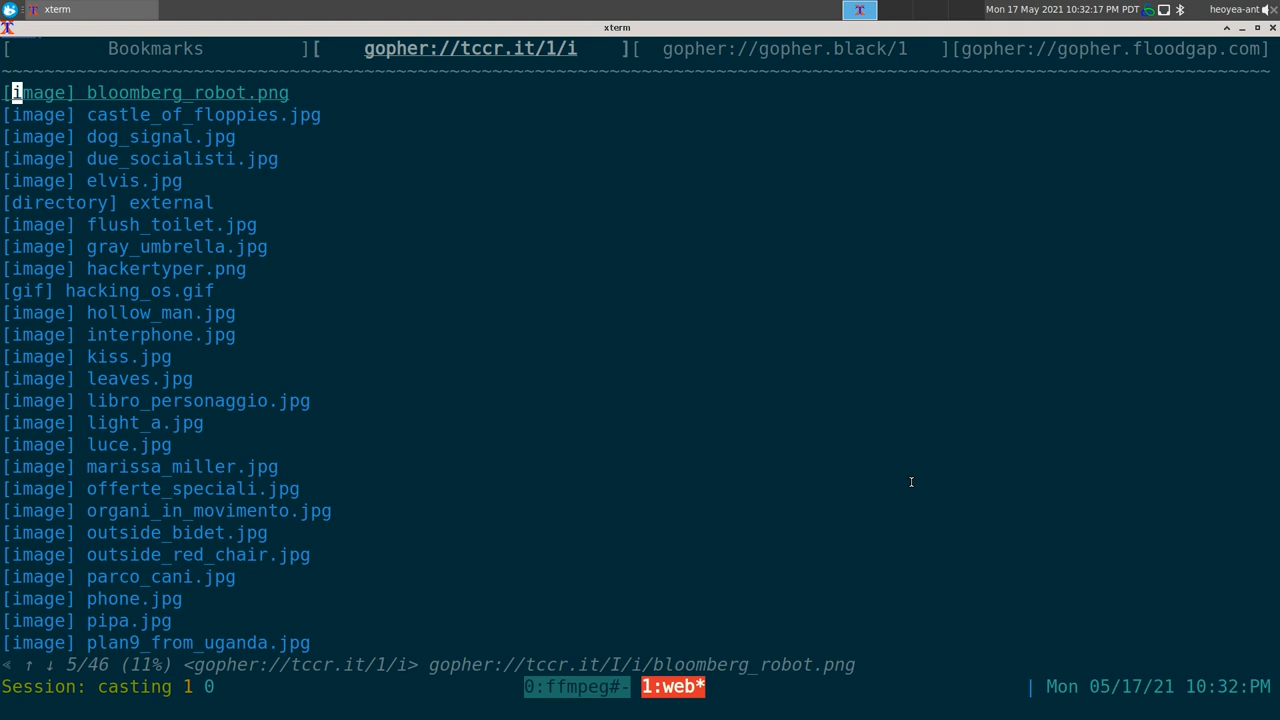 xterm Mon 17 May 2021 10:32:17 PM PDT heoyea-ant
xterm
[ Bookmarks ][ gopher://tccr.it/1/i ][ gopher://gopher.black/1 ][gopher://gopher.floodgap.com]
[image] bloomberg_robot.png
[image] castle_of_floppies.jpg
[image] dog_signal.jpg
[image] due_socialisti.jpg
[image] elvis.jpg
[directory] external
[image] flush_toilet.jpg
[image] gray_umbrella.jpg
[image] hackertyper.png
[gif] hacking_os.gif
[image] hollow_man.jpg
[image] interphone.jpg
[image] kiss.jpg
[image] leaves.jpg
[image] libro_personaggio.jpg
[image] light_a.jpg
[image] luce.jpg
[image] marissa_miller.jpg
[image] offerte_speciali.jpg
[image] organi_in_movimento.jpg
[image] outside_bidet.jpg
[image] outside_red_chair.jpg
[image] parco_cani.jpg
[image] phone.jpg
[image] pipa.jpg
[image] plan9_from_uganda.jpg
↑ ↓ 5/46 (11%) <gopher://tccr.it/1/i> gopher://tccr.it/I/i/bloomberg_robot.png
Session: casting 1 0 0:ffmpeg#- 1:web* | Mon 05/17/21 10:32:PM